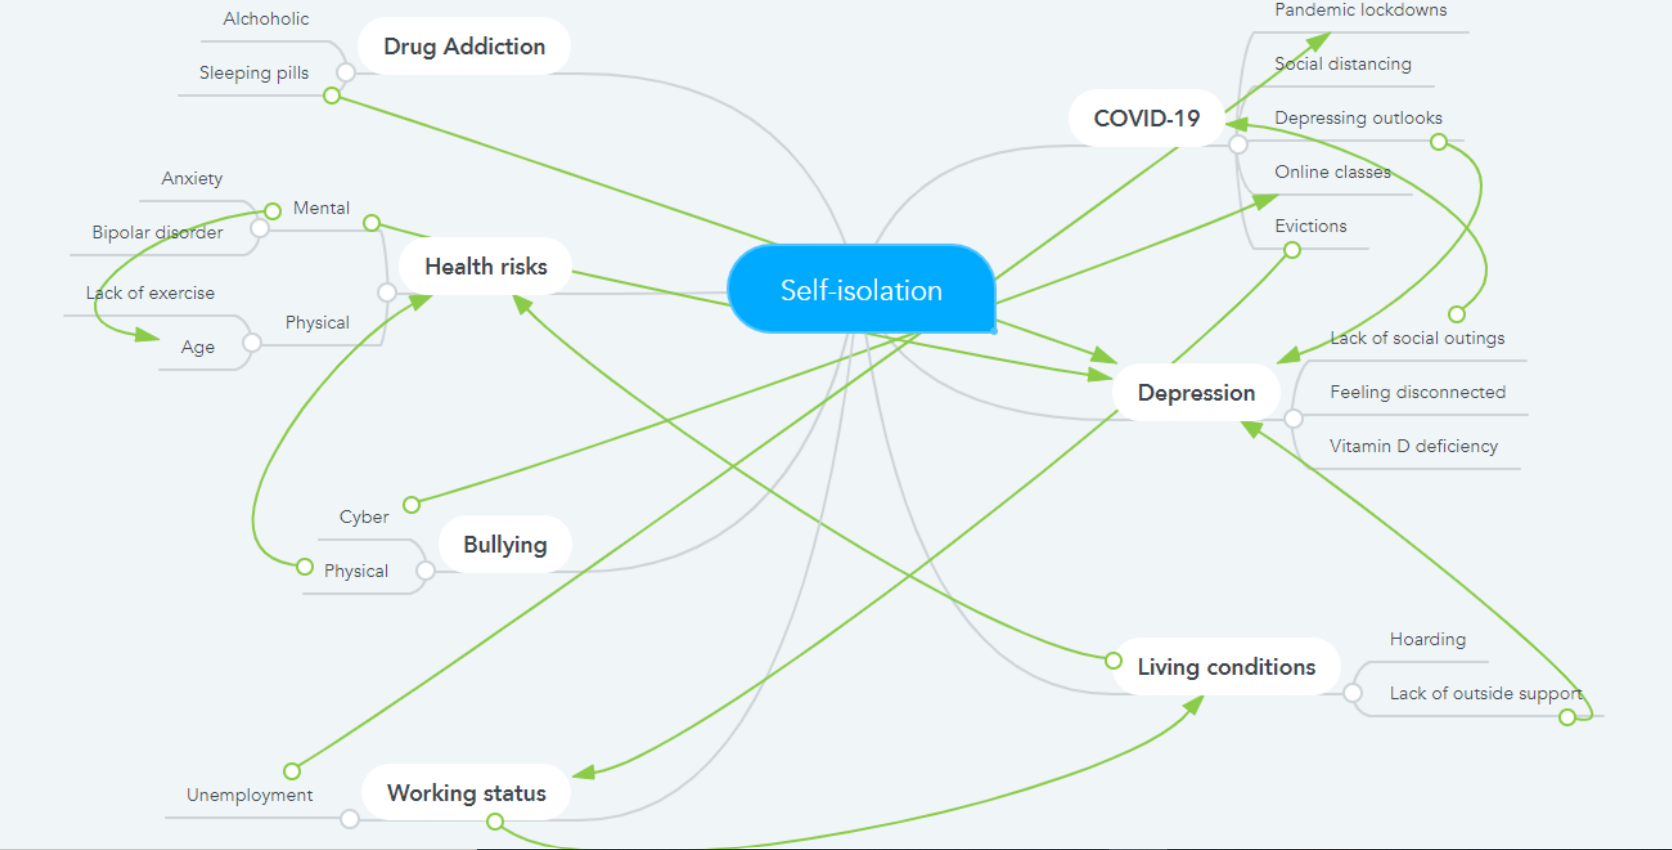 Alchoholic
Sleeping pills
Drug Addiction
Anxiety
Bipolar disorder
Mental
Lack of exercise
Age
Physical
Health risks
Cyber
Physical
Bullying
Unemployment
Working status
Self-isolation
COVID-19
Pandemic lockdowns
Social distancing
Depressing outlooks
Online classes
Evictions
Depression
Lack of social outings
Feeling disconnected
Vitamin D deficiency
Living conditions
Hoarding
Lack of outside support